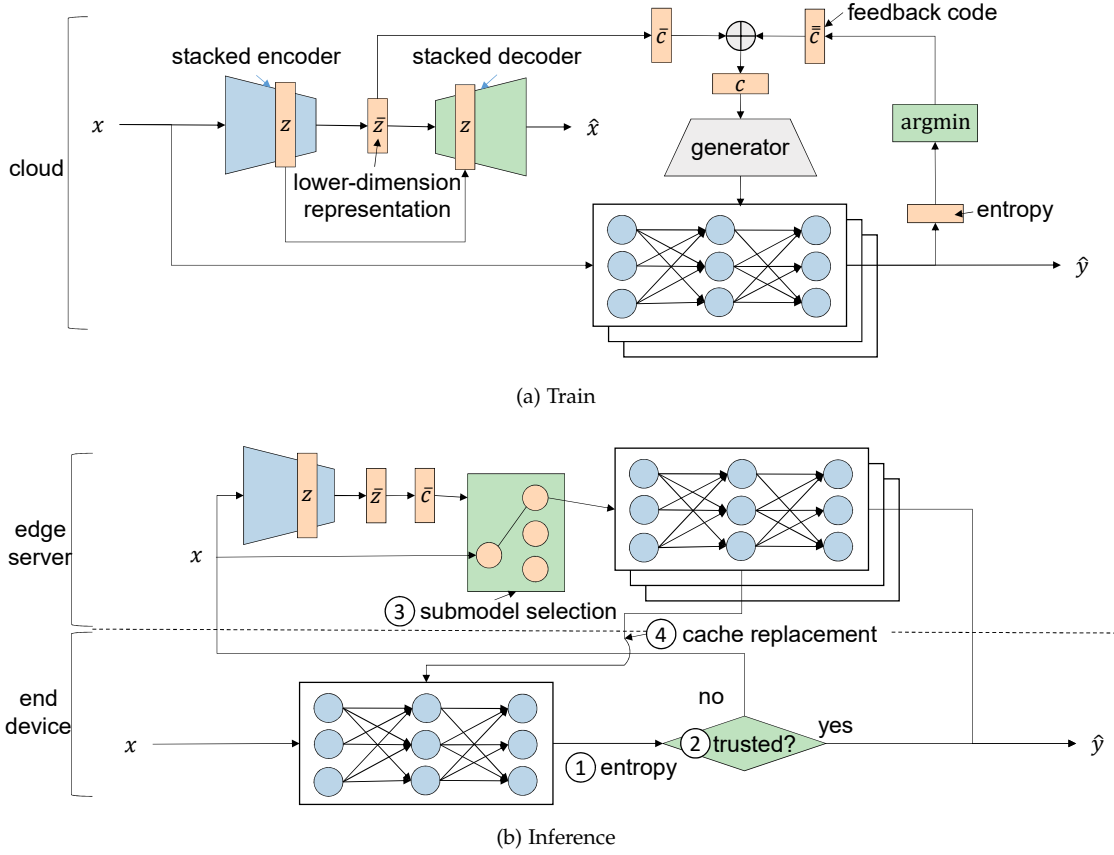 feedback code
c̄
c̿
stacked encoder
stacked decoder
c
x
z
z̄
z
x̂
argmin
generator
cloud
lower-dimension
representation
entropy
ŷ
(a) Train
z
z̄
c̄
edge
server
x
③ submodel selection
④ cache replacement
end
device
no
yes
x
② trusted?
ŷ
① entropy
(b) Inference